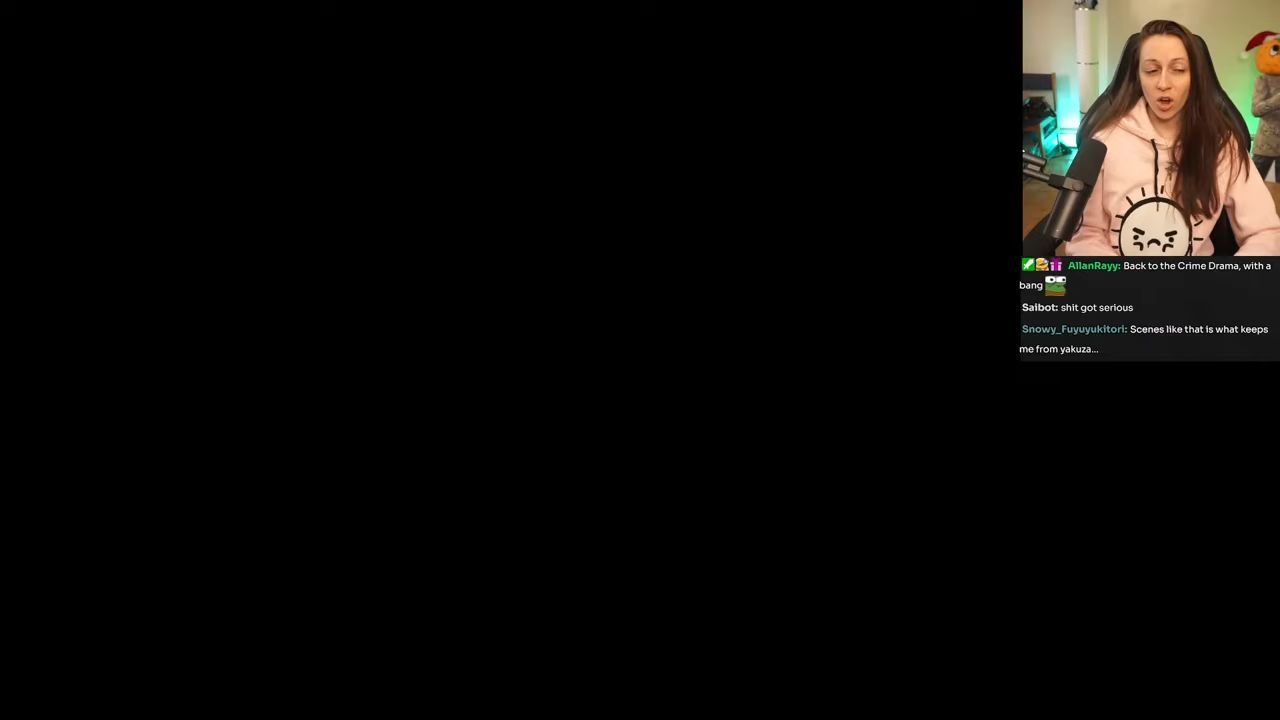 AllanRayy: Back to the Crime Drama, with a
bang
Saibot: shit got serious
Snowy_Fuyuyukitori: Scenes like that is what keeps
me from yakuza...